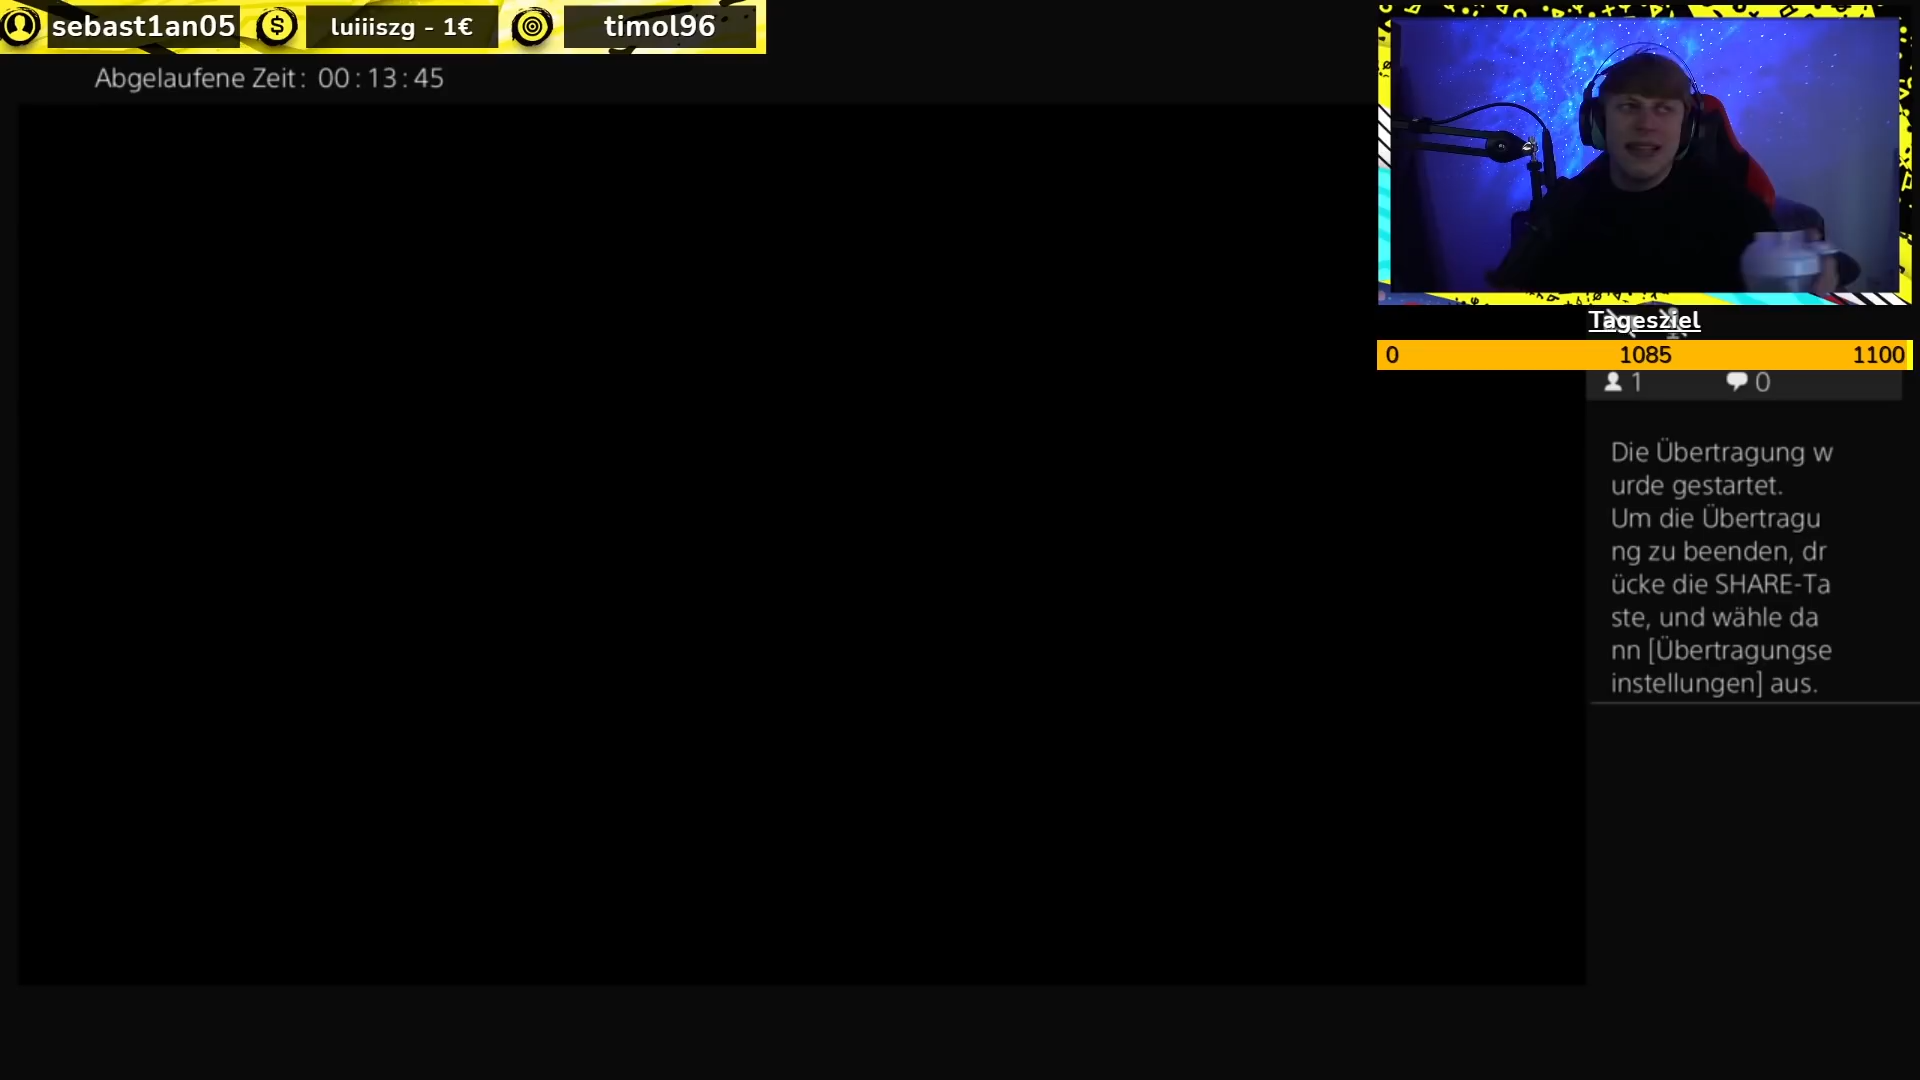 sebast1an05
luiiiszg - 1€
timol96
Abgelaufene Zeit: 00:13:45
Tagesziel
0 1085 1100
1 0
Die Übertragung w
urde gestartet.
Um die Übertragu
ng zu beenden, dr
ücke die SHARE-Ta
ste, und wähle da
nn [Übertragungse
instellungen] aus.